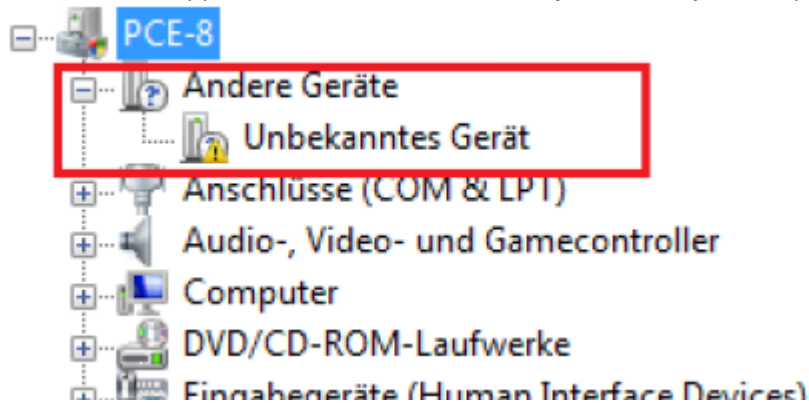 PCE-8
Andere Geräte
Unbekanntes Gerät
Anschlüsse (COM & LPT)
Audio-, Video- und Gamecontroller
Computer
DVD/CD-ROM-Laufwerke
Eingabegeräte (Human Interface Devices)